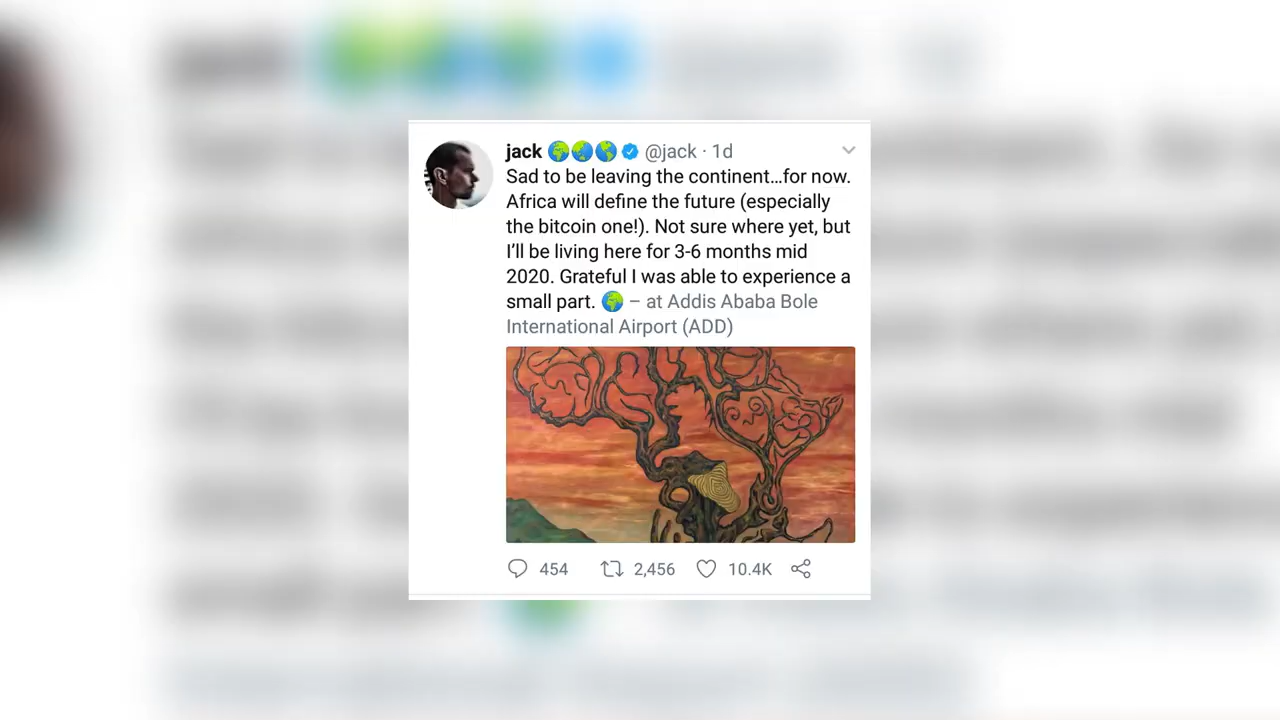 jack 🌍🌏🌎 @jack · 1d
Sad to be leaving the continent…for now.
Africa will define the future (especially
the bitcoin one!). Not sure where yet, but
I’ll be living here for 3-6 months mid
2020. Grateful I was able to experience a
small part. 🌍 – at Addis Ababa Bole
International Airport (ADD)
454 2,456 10.4K